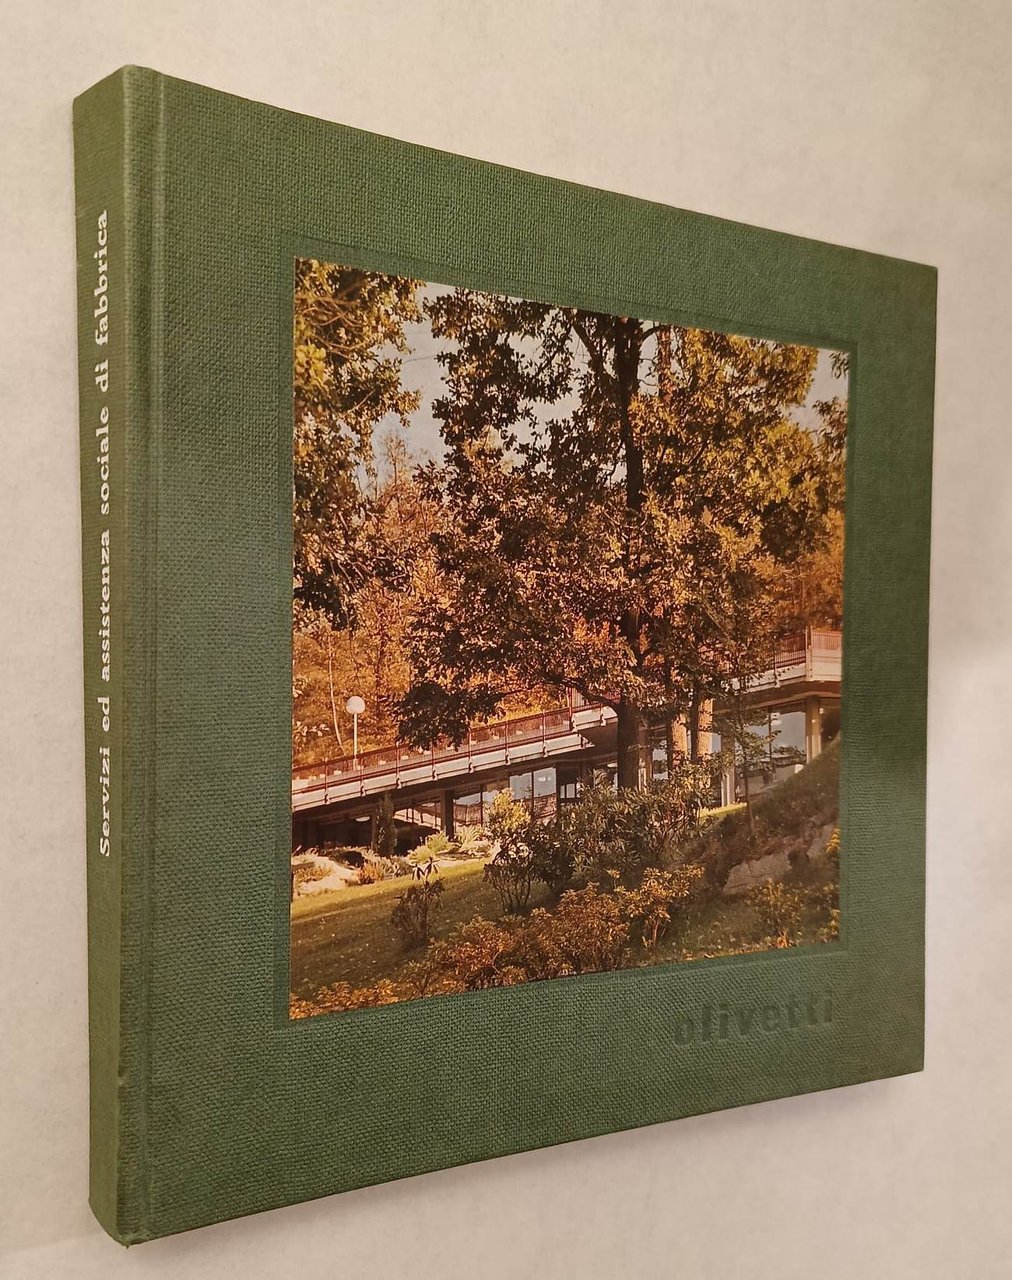 Servizi ed assistenza sociale di fabbrica
olivetti